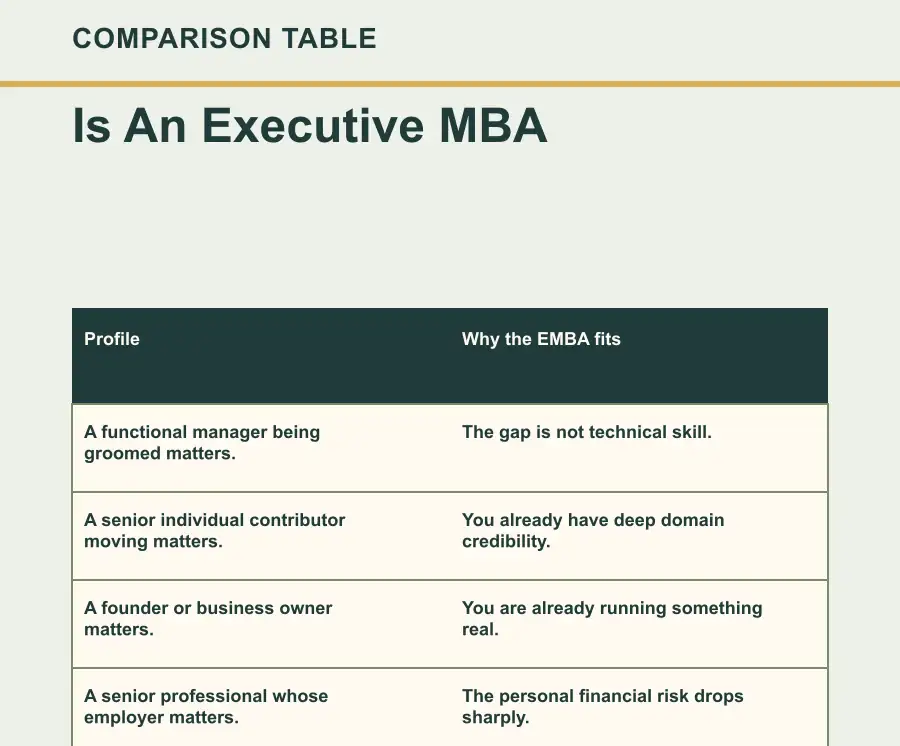 COMPARISON TABLE
Is An Executive MBA
Profile
Why the EMBA fits
A functional manager being
groomed matters.
The gap is not technical skill.
A senior individual contributor
moving matters.
You already have deep domain
credibility.
A founder or business owner
matters.
You are already running something
real.
A senior professional whose
employer matters.
The personal financial risk drops
sharply.